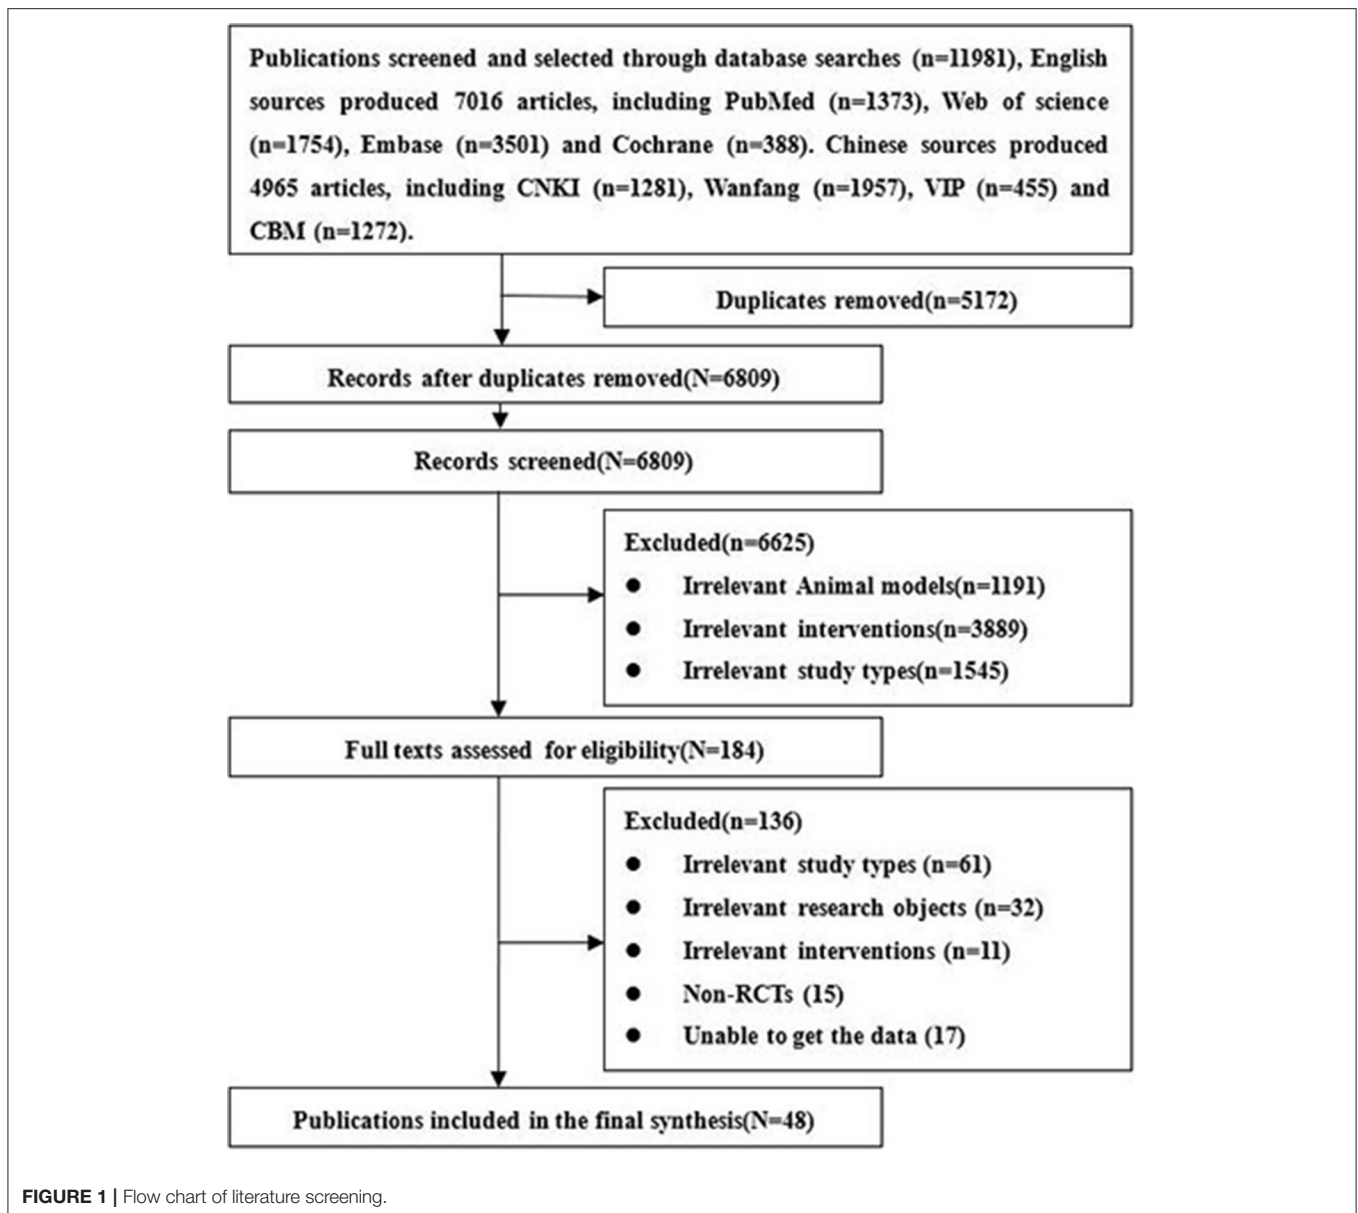 Publications screened and selected through database searches (n=11981), English
sources produced 7016 articles, including PubMed (n=1373), Web of science
(n=1754), Embase (n=3501) and Cochrane (n=388). Chinese sources produced
4965 articles, including CNKI (n=1281), Wanfang (n=1957), VIP (n=455) and
CBM (n=1272).
Duplicates removed(n=5172)
Records after duplicates removed(N=6809)
Records screened(N=6809)
Excluded(n=6625)
● Irrelevant Animal models(n=1191)
● Irrelevant interventions(n=3889)
● Irrelevant study types(n=1545)
Full texts assessed for eligibility(N=184)
Excluded(n=136)
● Irrelevant study types (n=61)
● Irrelevant research objects (n=32)
● Irrelevant interventions (n=11)
● Non-RCTs (15)
● Unable to get the data (17)
Publications included in the final synthesis(N=48)
FIGURE 1 | Flow chart of literature screening.